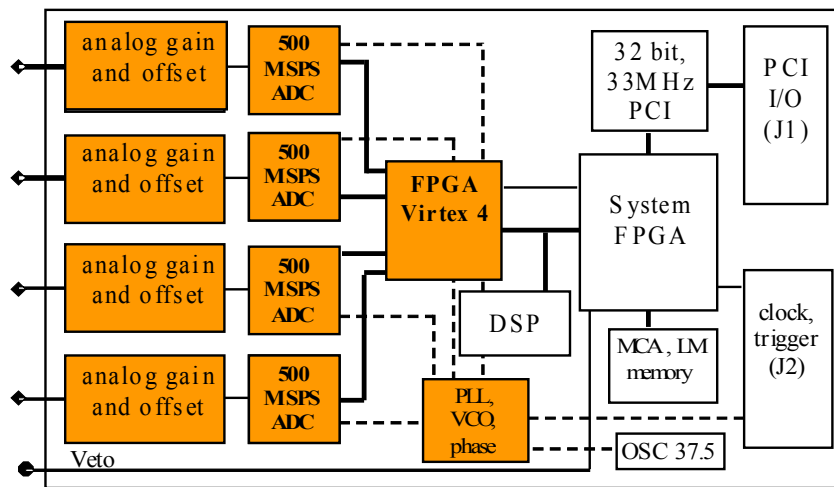 analog gain
and offset
500
MSPS
ADC
analog gain
and offset
500
MSPS
ADC
analog gain
and offset
500
MSPS
ADC
analog gain
and offset
500
MSPS
ADC
FPGA
Virtex 4
32 bit,
33MHz
PCI
PCI
I/O
(J1)
System
FPGA
DSP
MCA, LM
memory
clock,
trigger
(J2)
PLL,
VCO,
phase
OSC 37.5
Veto